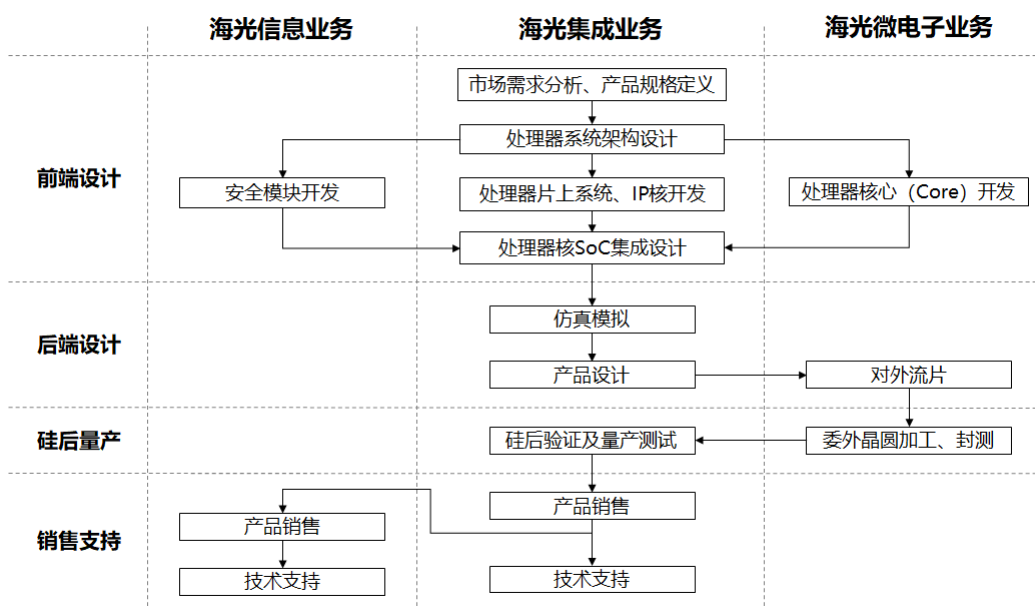 海光信息业务
海光集成业务
海光微电子业务
市场需求分析、产品规格定义
处理器系统架构设计
前端设计
安全模块开发
处理器片上系统、IP核开发
处理器核心（Core）开发
处理器核SoC集成设计
仿真模拟
后端设计
产品设计
对外流片
硅后量产
硅后验证及量产测试
委外晶圆加工、封测
产品销售
产品销售
销售支持
技术支持
技术支持